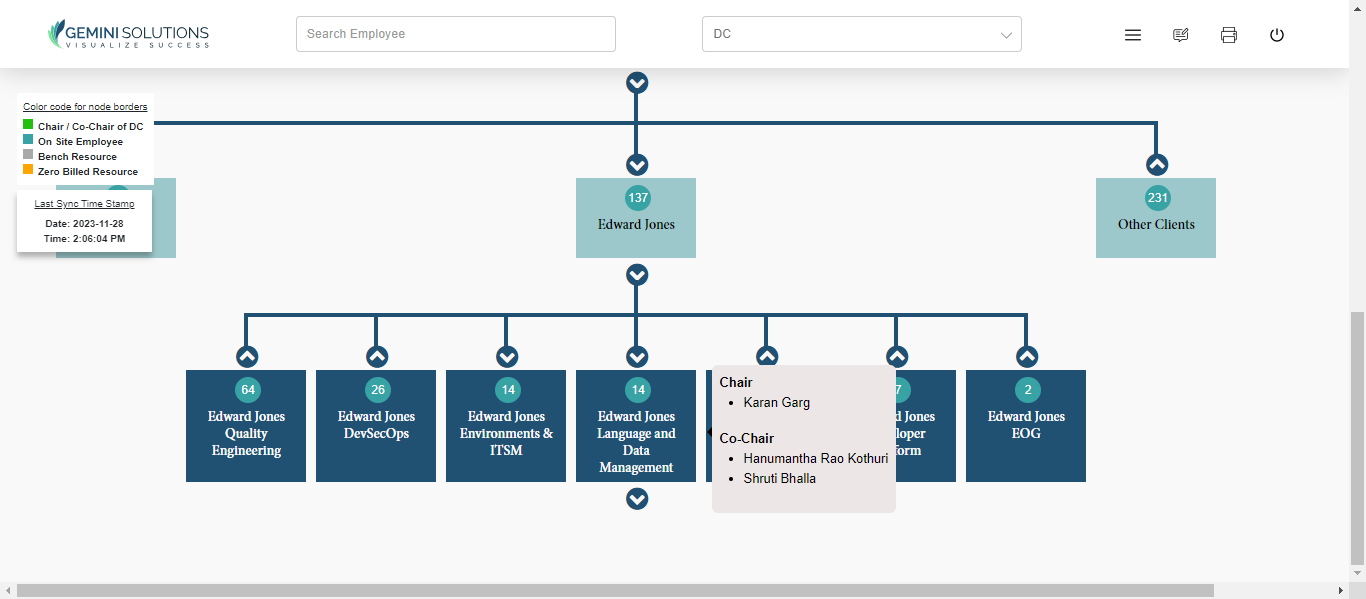 GEMINI SOLUTIONS
VISUALIZE SUCCESS
Search Employee
DC
Color code for node borders
Chair / Co-Chair of DC
On Site Employee
Bench Resource
Zero Billed Resource
Last Sync Time Stamp
Date: 2023-11-28
Time: 2:06:04 PM
137
Edward Jones
231
Other Clients
64
Edward Jones
Quality
Engineering
26
Edward Jones
DevSecOps
14
Edward Jones
Environments &
ITSM
14
Edward Jones
Language and
Data
Management
Chair
Karan Garg
Co-Chair
Hanumantha Rao Kothuri
Shruti Bhalla
7
d Jones
loper
form
2
Edward Jones
EOG